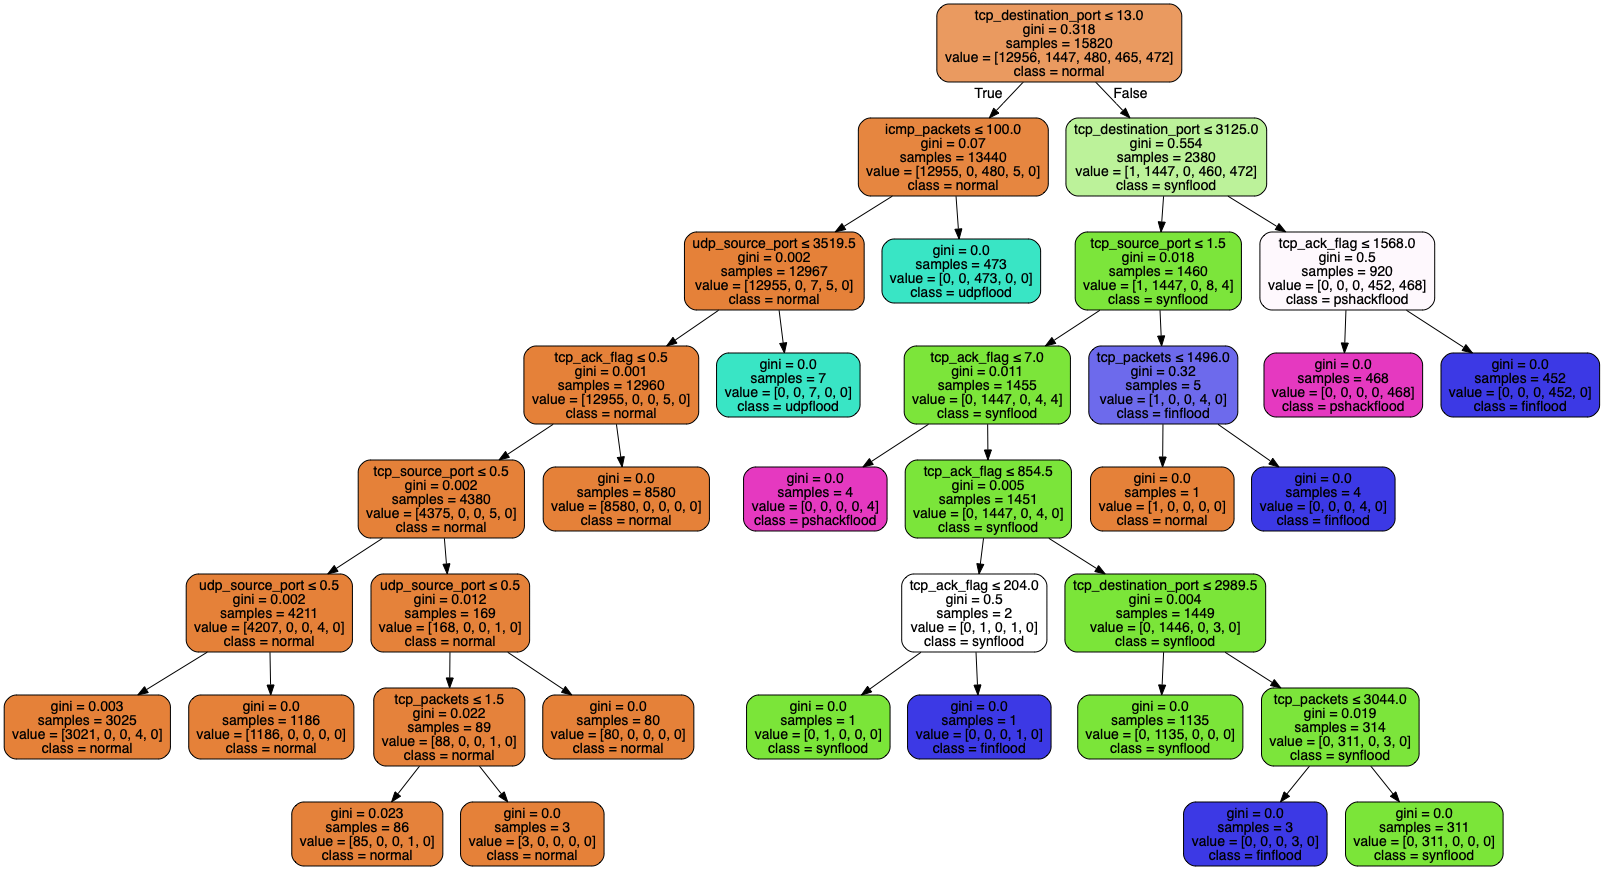 tcp_destination_port ≤ 13.0
gini = 0.318
samples = 15820
value = [12956, 1447, 480, 465, 472]
class = normal
True
False
icmp_packets ≤ 100.0
gini = 0.07
samples = 13440
value = [12955, 0, 480, 5, 0]
class = normal
tcp_destination_port ≤ 3125.0
gini = 0.554
samples = 2380
value = [1, 1447, 0, 460, 472]
class = synflood
udp_source_port ≤ 3519.5
gini = 0.002
samples = 12967
value = [12955, 0, 7, 5, 0]
class = normal
gini = 0.0
samples = 473
value = [0, 0, 473, 0, 0]
class = udpflood
tcp_source_port ≤ 1.5
gini = 0.018
samples = 1460
value = [1, 1447, 0, 8, 4]
class = synflood
tcp_ack_flag ≤ 1568.0
gini = 0.5
samples = 920
value = [0, 0, 0, 452, 468]
class = pshackflood
tcp_ack_flag ≤ 0.5
gini = 0.001
samples = 12960
value = [12955, 0, 0, 5, 0]
class = normal
gini = 0.0
samples = 7
value = [0, 0, 7, 0, 0]
class = udpflood
tcp_ack_flag ≤ 7.0
gini = 0.011
samples = 1455
value = [0, 1447, 0, 4, 4]
class = synflood
tcp_packets ≤ 1496.0
gini = 0.32
samples = 5
value = [1, 0, 0, 4, 0]
class = finflood
gini = 0.0
samples = 468
value = [0, 0, 0, 0, 468]
class = pshackflood
gini = 0.0
samples = 452
value = [0, 0, 0, 452, 0]
class = finflood
tcp_source_port ≤ 0.5
gini = 0.002
samples = 4380
value = [4375, 0, 0, 5, 0]
class = normal
gini = 0.0
samples = 8580
value = [8580, 0, 0, 0, 0]
class = normal
gini = 0.0
samples = 4
value = [0, 0, 0, 0, 4]
class = pshackflood
tcp_ack_flag ≤ 854.5
gini = 0.005
samples = 1451
value = [0, 1447, 0, 4, 0]
class = synflood
gini = 0.0
samples = 1
value = [1, 0, 0, 0, 0]
class = normal
gini = 0.0
samples = 4
value = [0, 0, 0, 4, 0]
class = finflood
udp_source_port ≤ 0.5
gini = 0.002
samples = 4211
value = [4207, 0, 0, 4, 0]
class = normal
udp_source_port ≤ 0.5
gini = 0.012
samples = 169
value = [168, 0, 0, 1, 0]
class = normal
tcp_ack_flag ≤ 204.0
gini = 0.5
samples = 2
value = [0, 1, 0, 1, 0]
class = synflood
tcp_destination_port ≤ 2989.5
gini = 0.004
samples = 1449
value = [0, 1446, 0, 3, 0]
class = synflood
gini = 0.003
samples = 3025
value = [3021, 0, 0, 4, 0]
class = normal
gini = 0.0
samples = 1186
value = [1186, 0, 0, 0, 0]
class = normal
tcp_packets ≤ 1.5
gini = 0.022
samples = 89
value = [88, 0, 0, 1, 0]
class = normal
gini = 0.0
samples = 80
value = [80, 0, 0, 0, 0]
class = normal
gini = 0.0
samples = 1
value = [0, 1, 0, 0, 0]
class = synflood
gini = 0.0
samples = 1
value = [0, 0, 0, 1, 0]
class = finflood
gini = 0.0
samples = 1135
value = [0, 1135, 0, 0, 0]
class = synflood
tcp_packets ≤ 3044.0
gini = 0.019
samples = 314
value = [0, 311, 0, 3, 0]
class = synflood
gini = 0.023
samples = 86
value = [85, 0, 0, 1, 0]
class = normal
gini = 0.0
samples = 3
value = [3, 0, 0, 0, 0]
class = normal
gini = 0.0
samples = 3
value = [0, 0, 0, 3, 0]
class = finflood
gini = 0.0
samples = 311
value = [0, 311, 0, 0, 0]
class = synflood